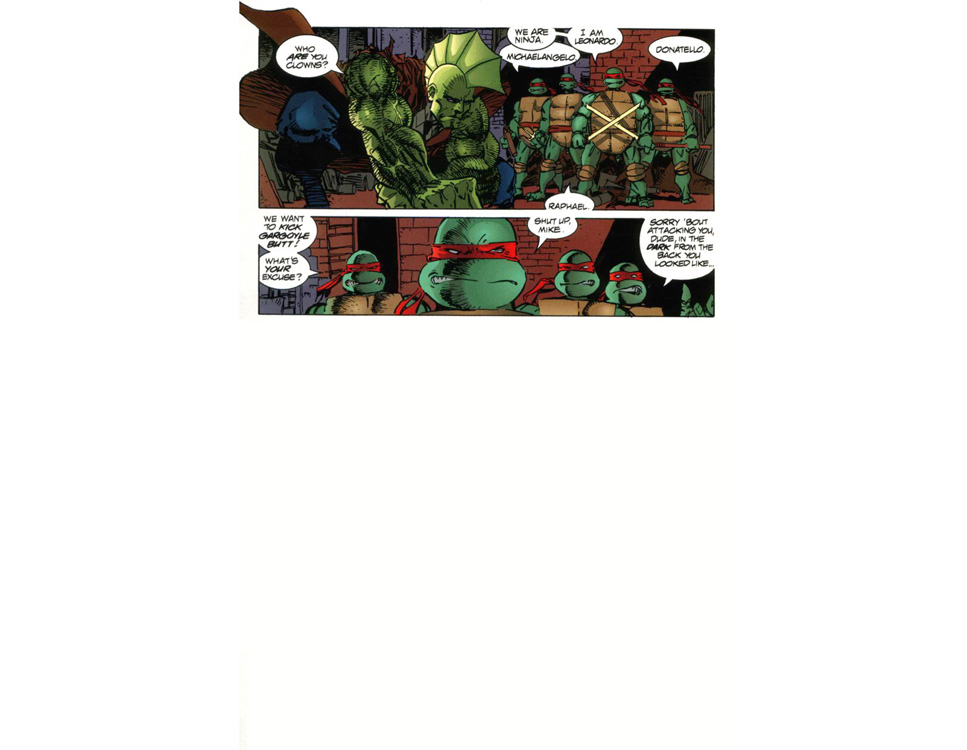 WHO
ARE YOU
CLOWNS?
WE ARE
NINJA.
MICHAELANGELO
I AM
LEONARDO
DONATELLO.
RAPHAEL.
WE WANT
TO KICK
GARGOYLE
BUTT!
WHAT'S
YOUR
EXCUSE?
SHUT UP,
MIKE.
SORRY 'BOUT
ATTACKING YOU,
DUDE, IN THE
DARK FROM THE
BACK YOU
LOOKED LIKE...